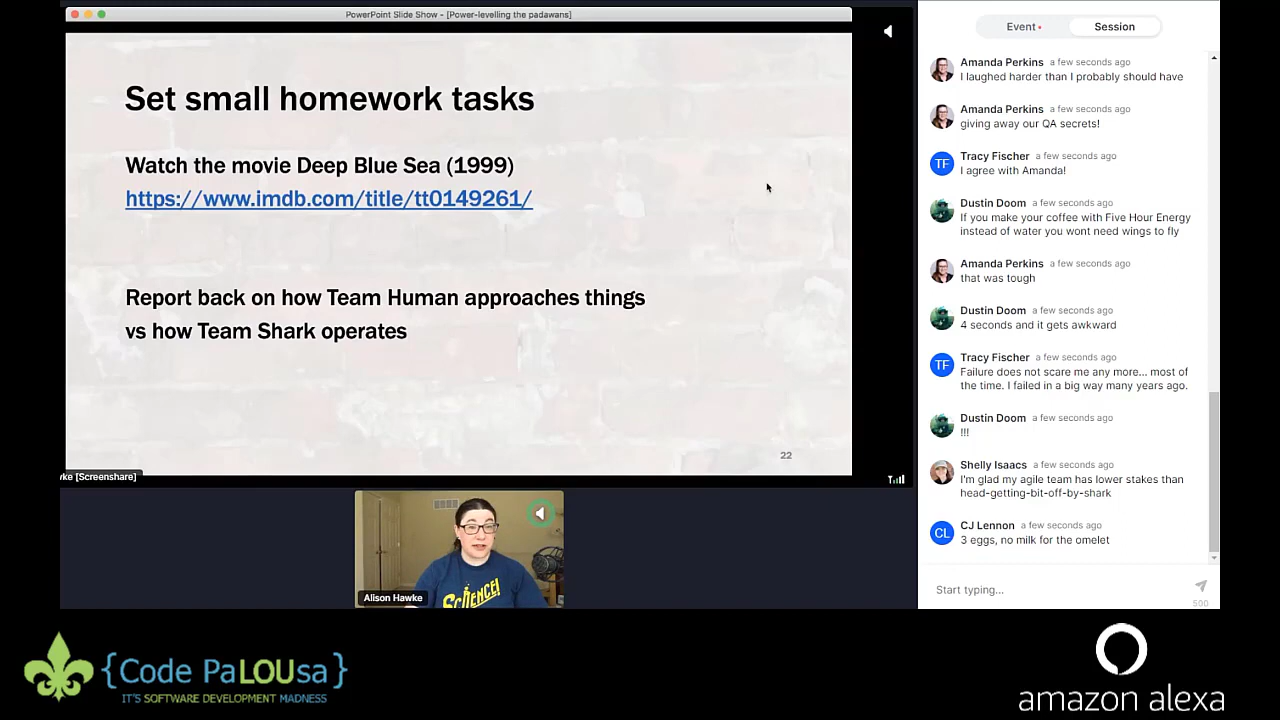 PowerPoint Slide Show - [Power-levelling the padawans]
Set small homework tasks
Watch the movie Deep Blue Sea (1999)
https://www.imdb.com/title/tt0149261/
Report back on how Team Human approaches things
vs how Team Shark operates
22
[Screenshare]
Alison Hawke
SCIENCE!
Event
Session
Amanda Perkins a few seconds ago
I laughed harder than I probably should have
Amanda Perkins a few seconds ago
giving away our QA secrets!
TF
Tracy Fischer a few seconds ago
I agree with Amanda!
Dustin Doom a few seconds ago
If you make your coffee with Five Hour Energy
instead of water you wont need wings to fly
Amanda Perkins a few seconds ago
that was tough
Dustin Doom a few seconds ago
4 seconds and it gets awkward
TF
Tracy Fischer a few seconds ago
Failure does not scare me any more... most of
the time. I failed in a big way many years ago.
Dustin Doom a few seconds ago
!!!
Shelly Isaacs a few seconds ago
I'm glad my agile team has lower stakes than
head-getting-bit-off-by-shark
CL
CJ Lennon a few seconds ago
3 eggs, no milk for the omelet
Start typing...
500
{Code PaLOUsa}
IT'S SOFTWARE DEVELOPMENT MADNESS
amazon alexa